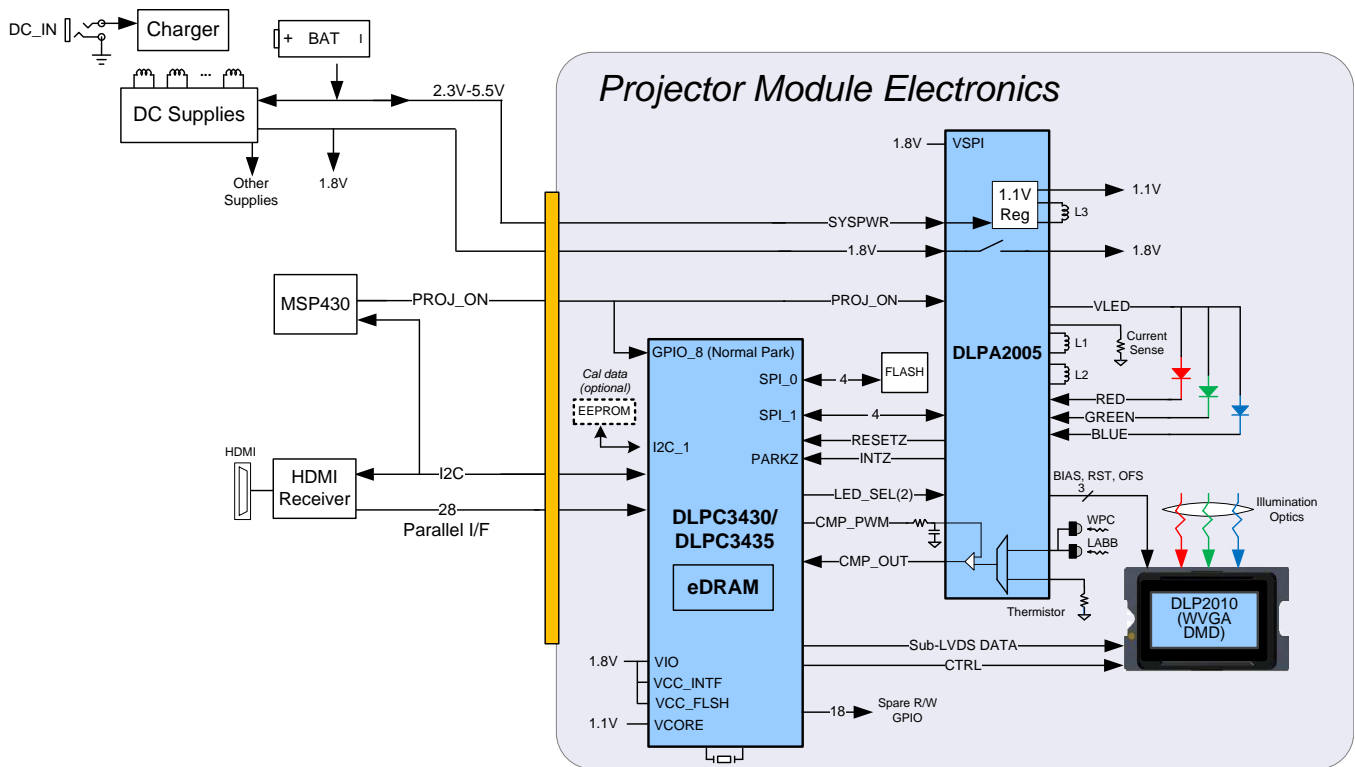 DC_IN
Charger
+ BAT I
DC Supplies
2.3V-5.5V
Other
Supplies
1.8V
Projector Module Electronics
1.8V
VSPI
1.1V
Reg
1.1V
L3
SYSPWR
1.8V
1.8V
MSP430
PROJ_ON
PROJ_ON
VLED
Current
Sense
L1
L2
DLPA2005
GPIO_8 (Normal Park)
Cal data
(optional)
EEPROM
SPI_0
4
FLASH
SPI_1
4
RED
GREEN
BLUE
RESETZ
I2C_1
PARKZ
INTZ
HDMI
HDMI
Receiver
I2C
28
Parallel I/F
LED_SEL(2)
BIAS, RST, OFS
3
Illumination
Optics
DLPC3430/
DLPC3435
CMP_PWM
WPC
LABB
CMP_OUT
eDRAM
Thermistor
DLP2010
(WVGA
DMD)
Sub-LVDS DATA
CTRL
1.8V
VIO
VCC_INTF
VCC_FLSH
1.1V
VCORE
18
Spare R/W
GPIO
...